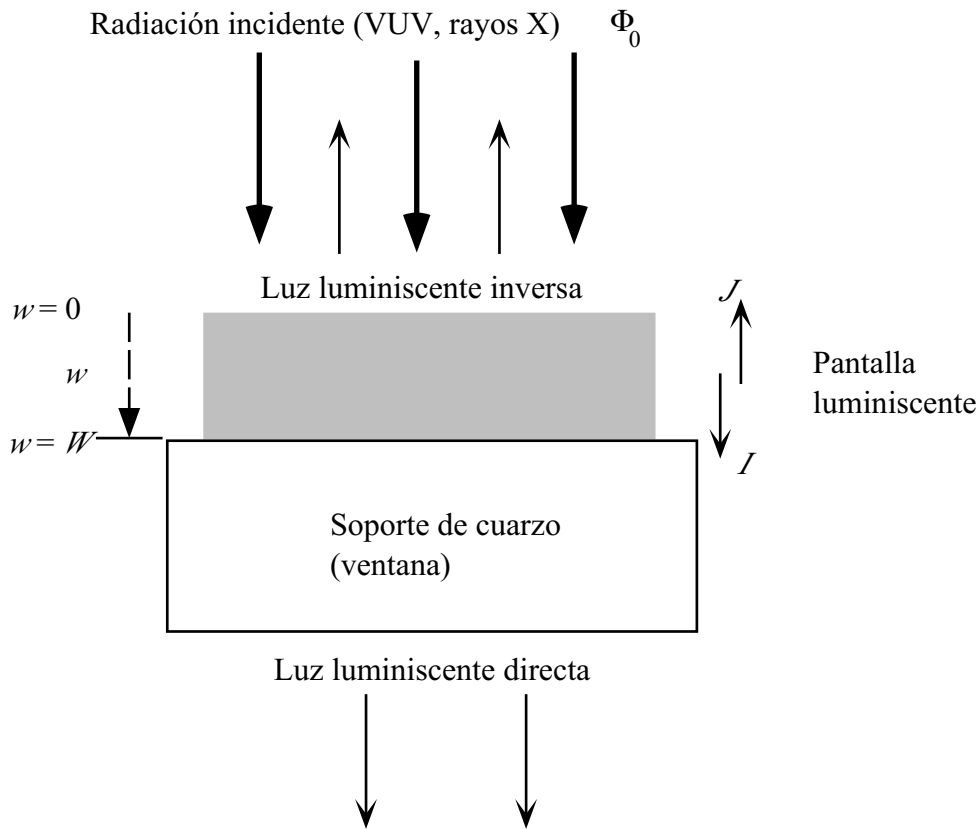 Radiación incidente (VUV, rayos X) Φ0
Luz luminiscente inversa
w = 0
w
w = W
J
I
Pantalla
luminiscente
Soporte de cuarzo
(ventana)
Luz luminiscente directa